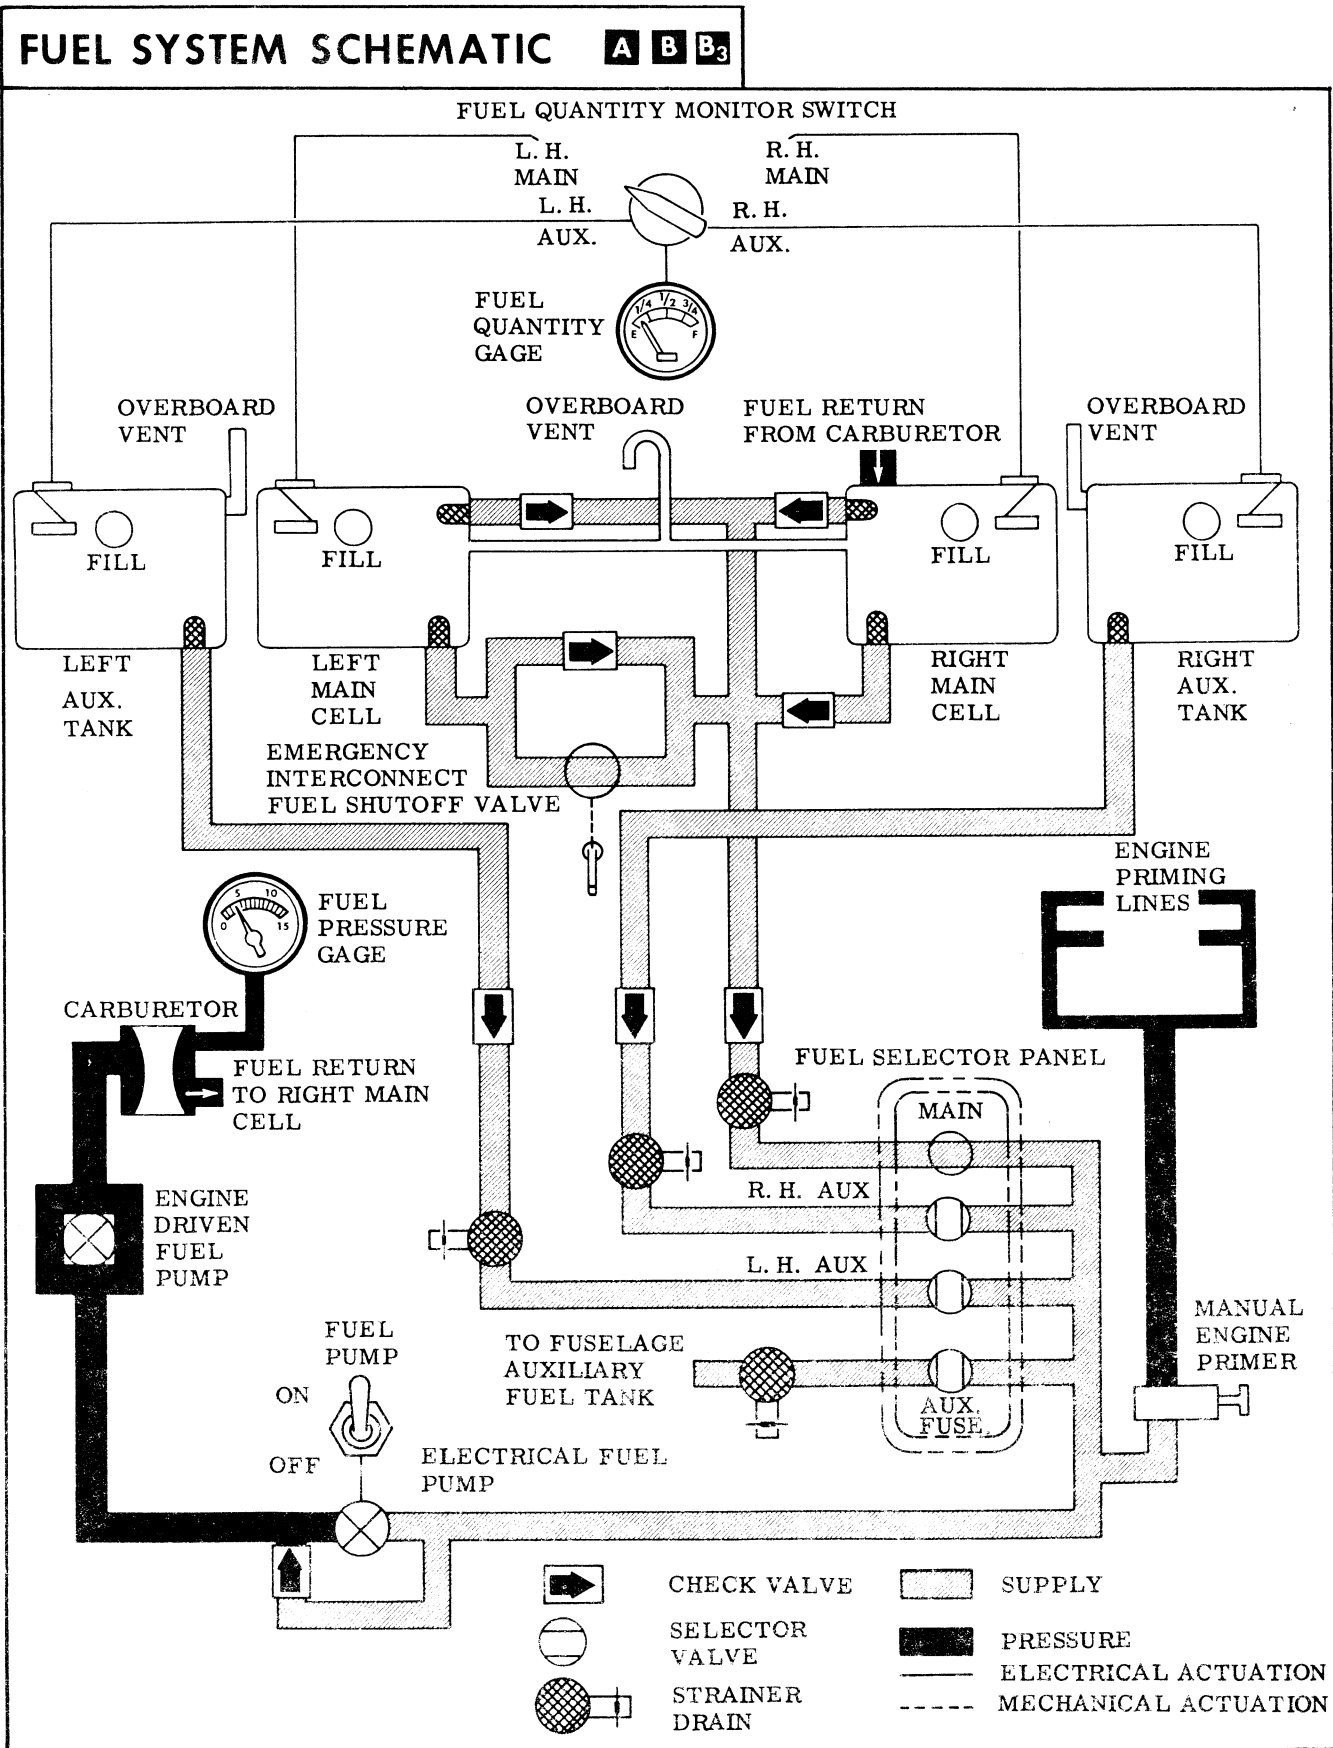 FUEL SYSTEM SCHEMATIC A B B3
FUEL QUANTITY MONITOR SWITCH
L. H.
MAIN
R. H.
MAIN
L. H.
AUX.
R. H.
AUX.
FUEL
QUANTITY
GAGE
E 1/4 1/2 3/4 F
OVERBOARD
VENT
OVERBOARD
VENT
FUEL RETURN
FROM CARBURETOR
OVERBOARD
VENT
FILL
FILL
FILL
FILL
LEFT
AUX.
TANK
LEFT
MAIN
CELL
RIGHT
MAIN
CELL
RIGHT
AUX.
TANK
EMERGENCY
INTERCONNECT
FUEL SHUTOFF VALVE
ENGINE
PRIMING
LINES
0 5 10 15
FUEL
PRESSURE
GAGE
CARBURETOR
FUEL RETURN
TO RIGHT MAIN
CELL
FUEL SELECTOR PANEL
MAIN
R. H. AUX
L. H. AUX
AUX.
FUSE.
ENGINE
DRIVEN
FUEL
PUMP
FUEL
PUMP
ON
OFF
TO FUSELAGE
AUXILIARY
FUEL TANK
MANUAL
ENGINE
PRIMER
ELECTRICAL FUEL
PUMP
CHECK VALVE
SELECTOR
VALVE
STRAINER
DRAIN
SUPPLY
PRESSURE
ELECTRICAL ACTUATION
MECHANICAL ACTUATION